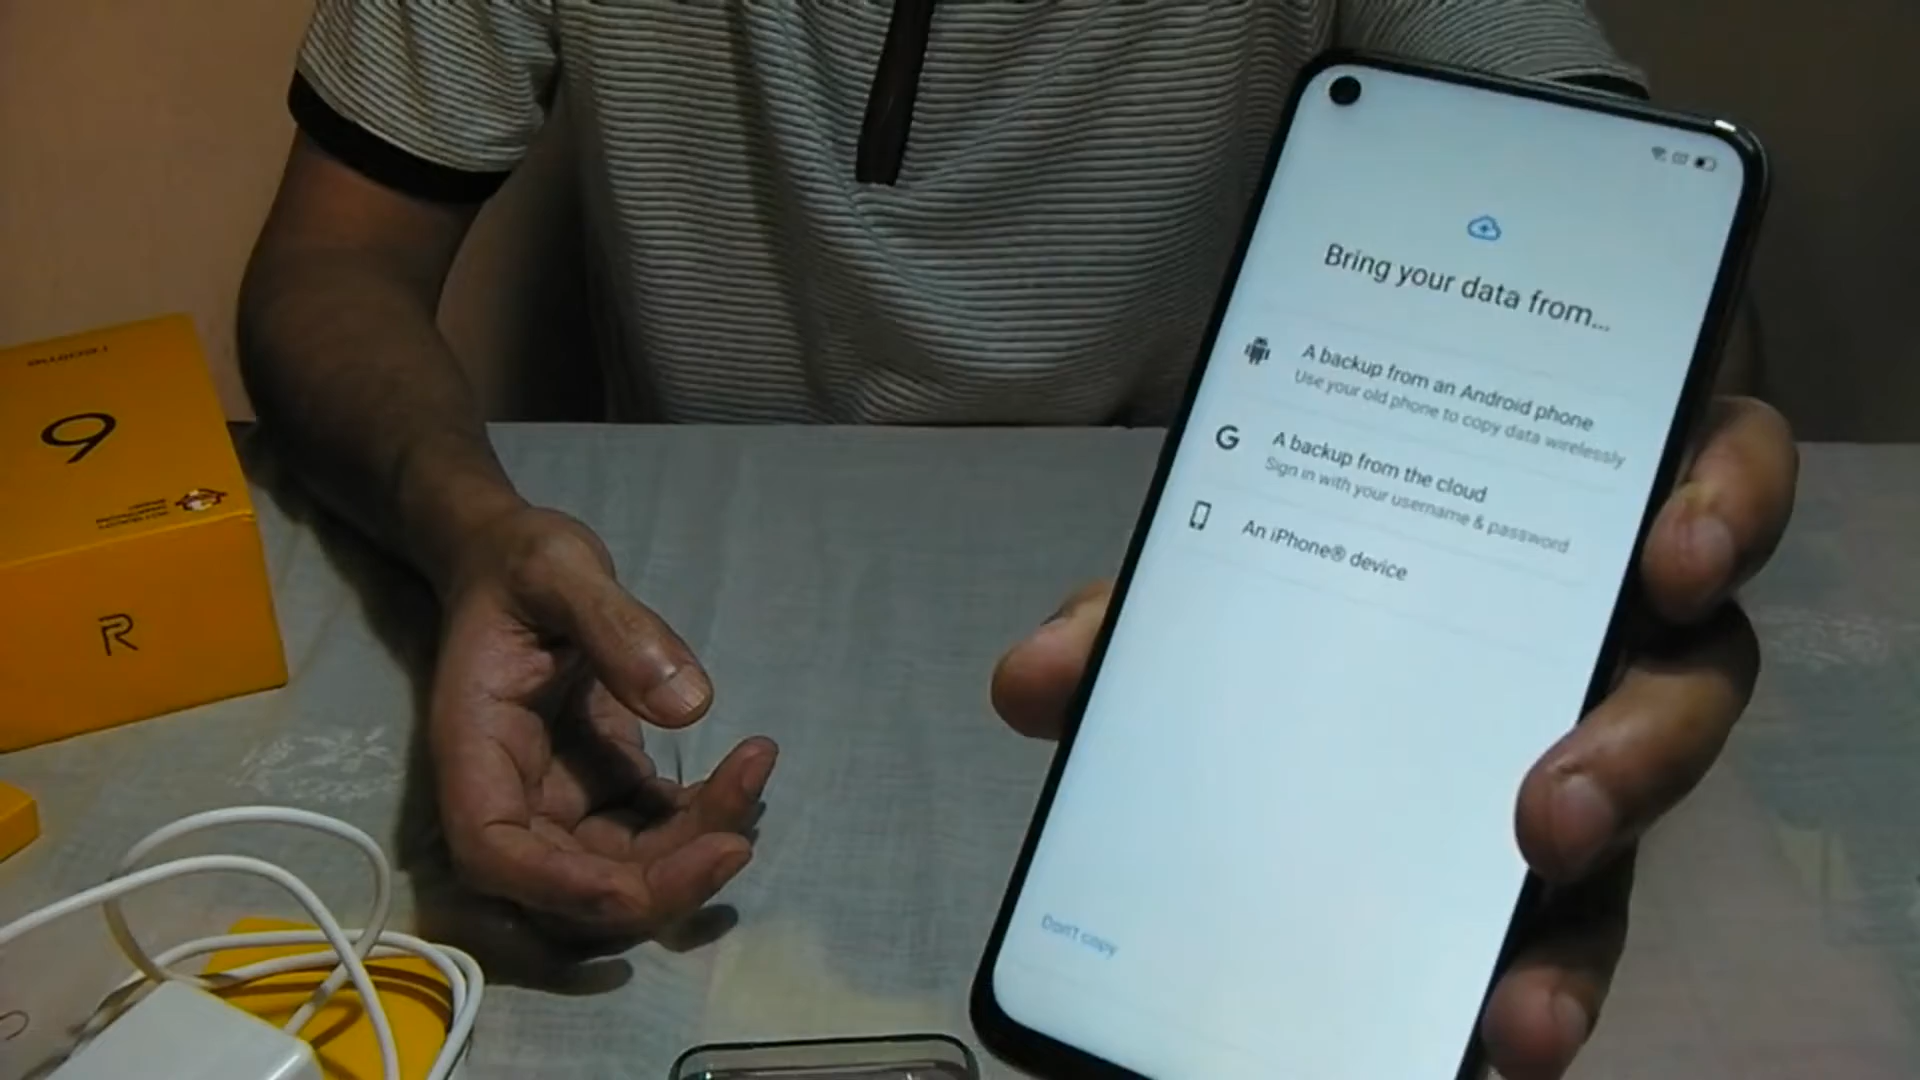 Bring your data from...
A backup from an Android phone
Use your old phone to copy data wirelessly
A backup from the cloud
Sign in with your username & password
An iPhone® device
Don't copy
realme
9
R